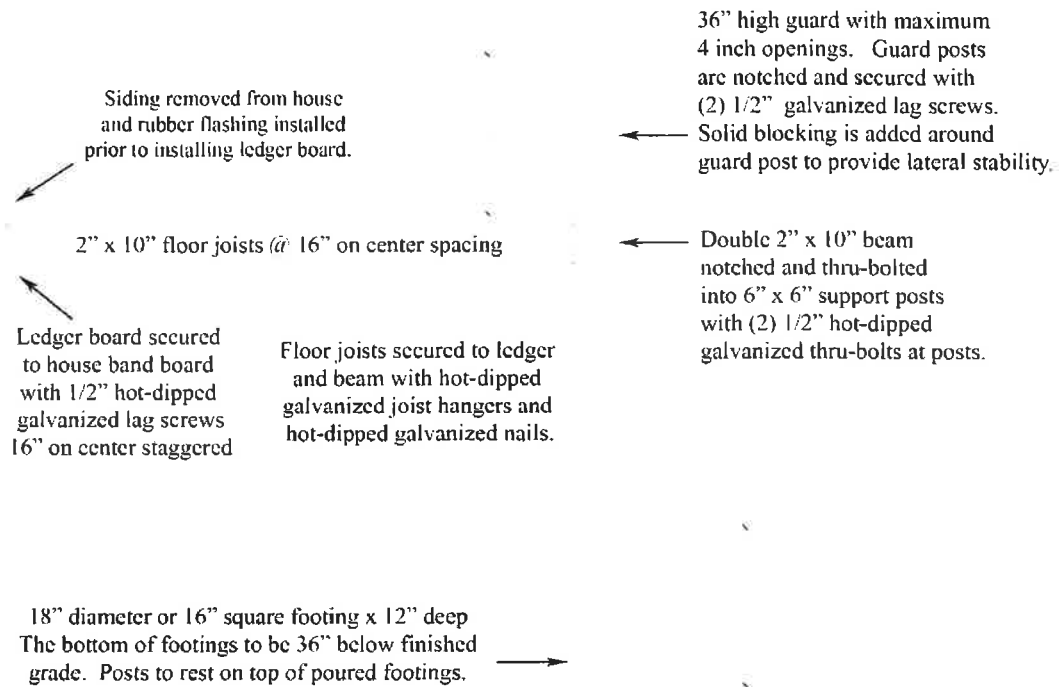 36” high guard with maximum
4 inch openings. Guard posts
are notched and secured with
(2) 1/2” galvanized lag screws.
Solid blocking is added around
guard post to provide lateral stability.
Siding removed from house
and rubber flashing installed
prior to installing ledger board.
2” x 10” floor joists @ 16” on center spacing
Double 2” x 10” beam
notched and thru-bolted
into 6” x 6” support posts
with (2) 1/2” hot-dipped
galvanized thru-bolts at posts.
Ledger board secured
to house band board
with 1/2” hot-dipped
galvanized lag screws
16” on center staggered
Floor joists secured to ledger
and beam with hot-dipped
galvanized joist hangers and
hot-dipped galvanized nails.
18” diameter or 16” square footing x 12” deep
The bottom of footings to be 36” below finished
grade. Posts to rest on top of poured footings.